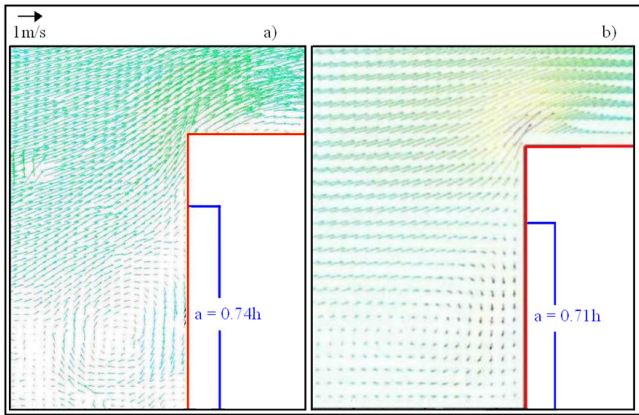 1m/s
a)
b)
a = 0.74h
a = 0.71h